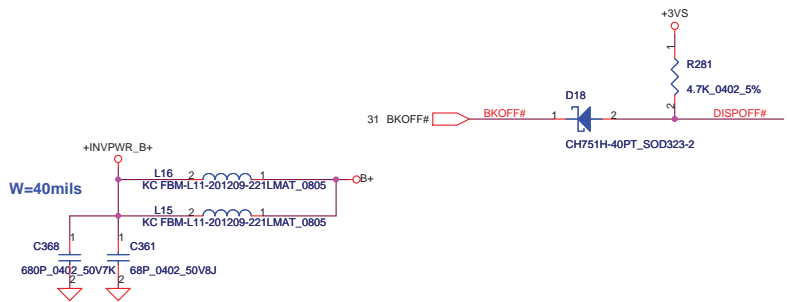 +3VS
1
R281
4.7K_0402_5%
2
D18
31 BKOFF#
BKOFF#
1
2
DISPOFF#
CH751H-40PT_SOD323-2
+INVPWR_B+
L16
2
1
B+
KC FBM-L11-201209-221LMAT_0805
W=40mils
L15
2
1
KC FBM-L11-201209-221LMAT_0805
1
1
C368
C361
680P_0402_50V7K
68P_0402_50V8J
2
2